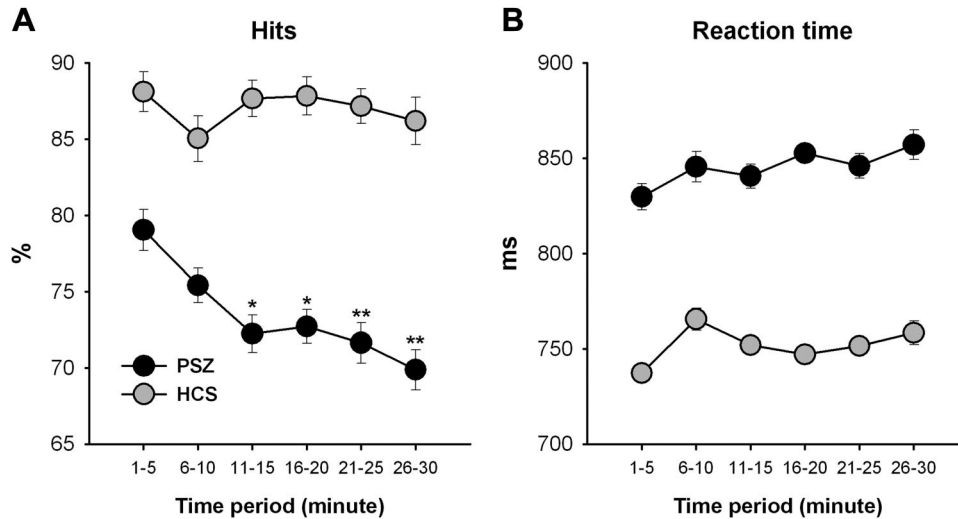 A
Hits
90
85
80
75
70
65
%
*
*
**
**
PSZ
HCS
1-5 6-10 11-15 16-20 21-25 26-30
Time period (minute)
B
Reaction time
900
850
800
750
700
ms
1-5 6-10 11-15 16-20 21-25 26-30
Time period (minute)